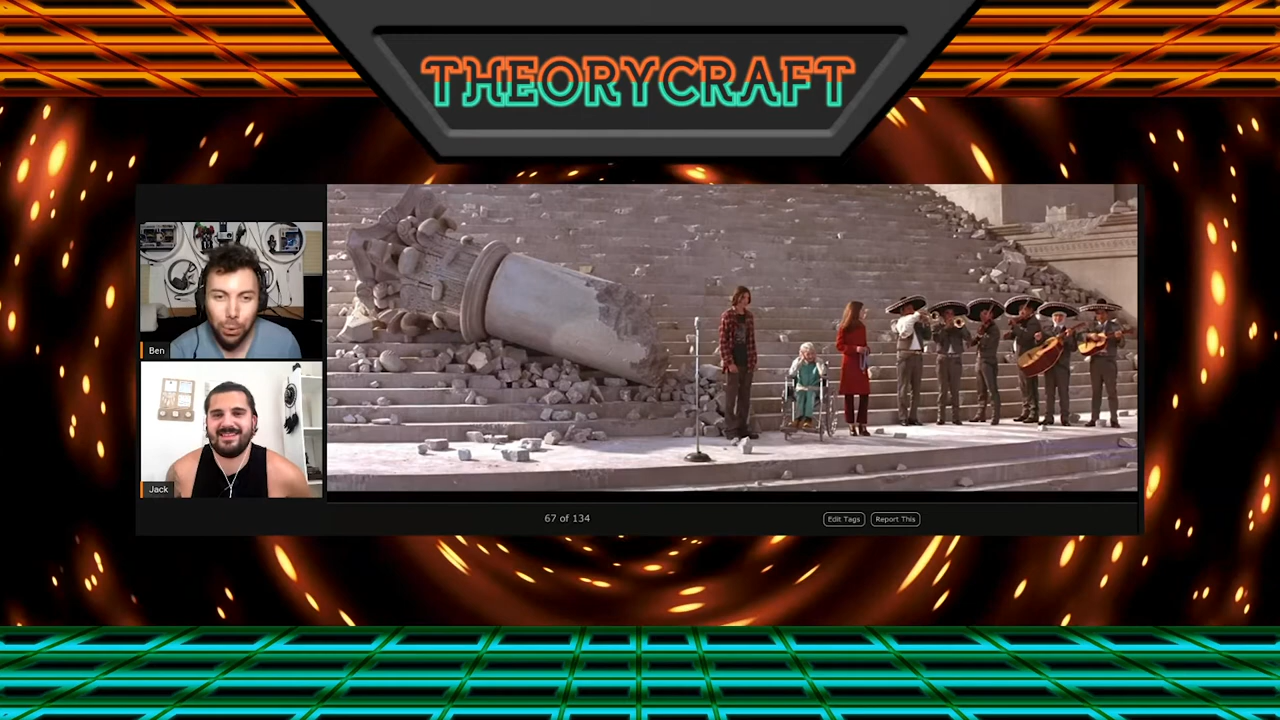 THEORYCRAFT
Ben
Jack
67 of 134
Edit Tags
Report This